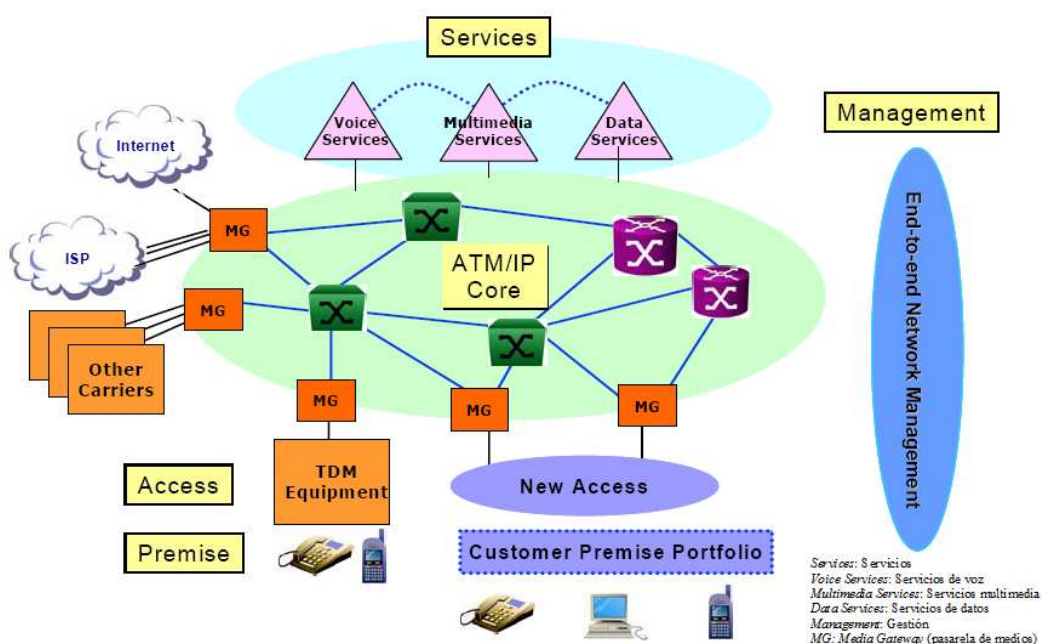 Services
Management
Voice
Services
Multimedia
Services
Data
Services
Internet
ISP
MG
MG
ATM/IP
Core
Other
Carriers
MG
MG
MG
TDM
Equipment
New Access
Access
Premise
Customer Premise Portfolio
End-to-end Network Management
Services: Servicios
Voice Services: Servicios de voz
Multimedia Services: Servicios multimedia
Data Services: Servicios de datos
Management: Gestión
MG: Media Gateway (pasarela de medios)